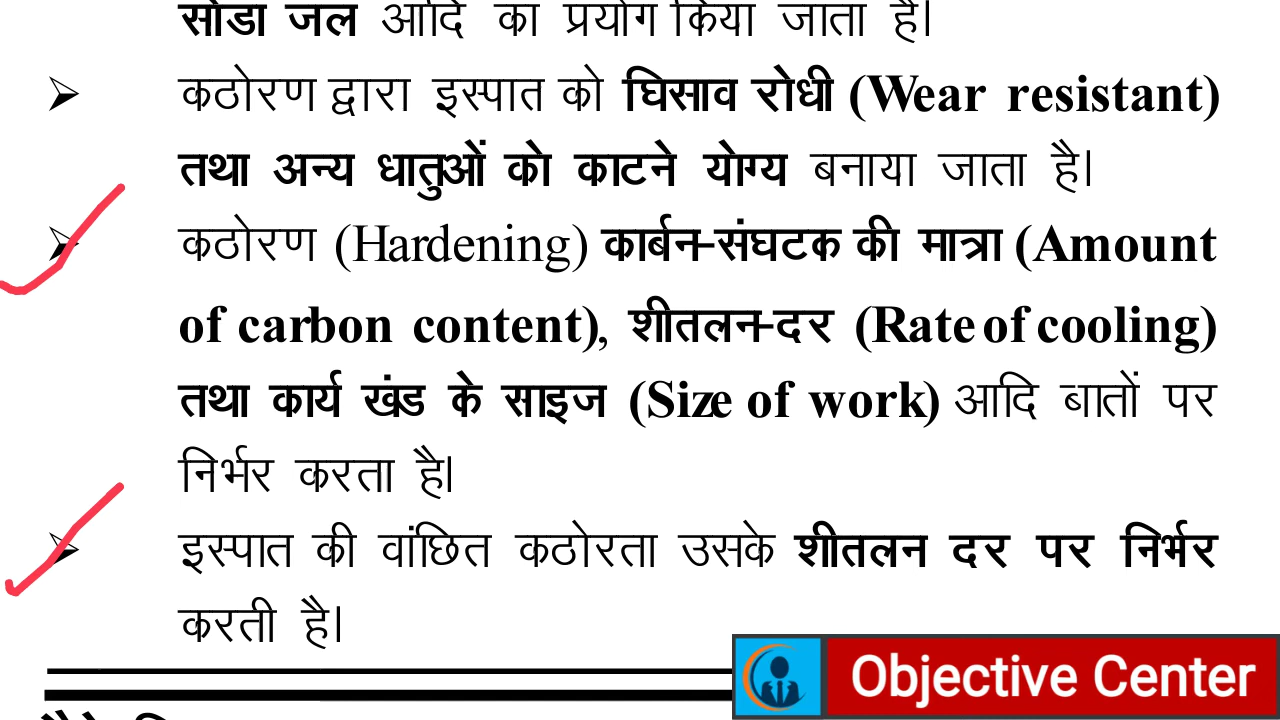 सोडा जल आदि का प्रयोग किया जाता है।
➢ कठोरण द्वारा इस्पात को घिसाव रोधी (Wear resistant)
तथा अन्य धातुओं को काटने योग्य बनाया जाता है।
➢ कठोरण (Hardening) कार्बन-संघटक की मात्रा (Amount
of carbon content), शीतलन-दर (Rate of cooling)
तथा कार्य खंड के साइज (Size of work) आदि बातों पर
निर्भर करता है।
➢ इस्पात की वांछित कठोरता उसके शीतलन दर पर निर्भर
करती है।
Objective Center